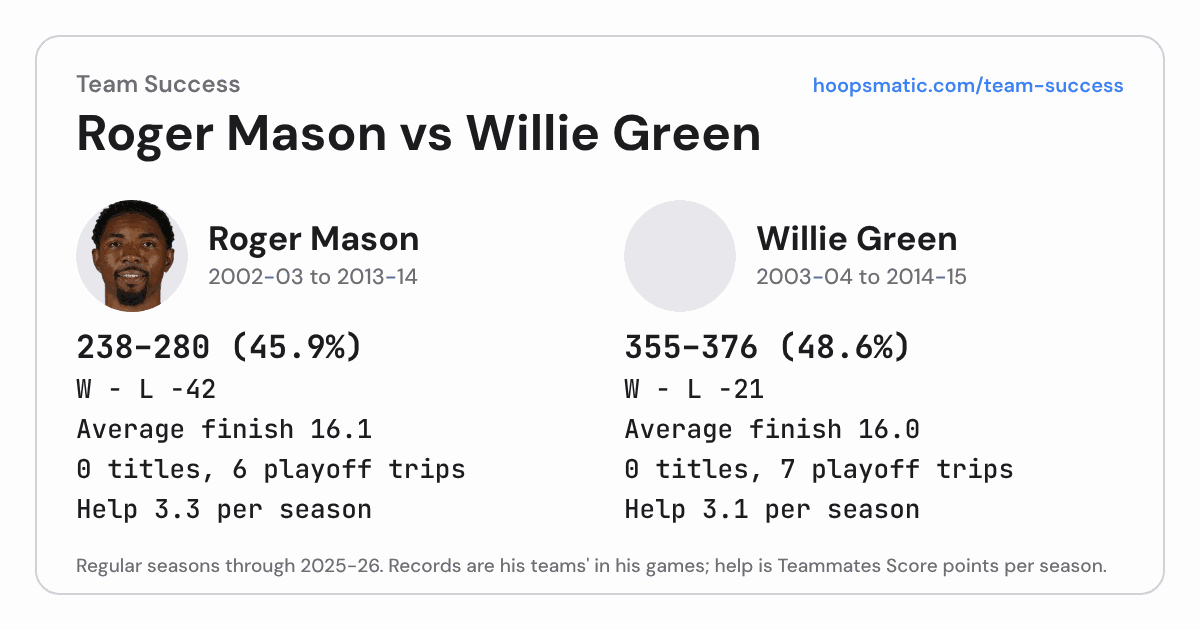 Team Success
hoopsmatic.com/team-success
Roger Mason vs Willie Green
Roger Mason
2002-03 to 2013-14
238-280 (45.9%)
W - L -42
Average finish 16.1
0 titles, 6 playoff trips
Help 3.3 per season
Willie Green
2003-04 to 2014-15
355-376 (48.6%)
W - L -21
Average finish 16.0
0 titles, 7 playoff trips
Help 3.1 per season
Regular seasons through 2025-26. Records are his teams' in his games; help is Teammates Score points per season.